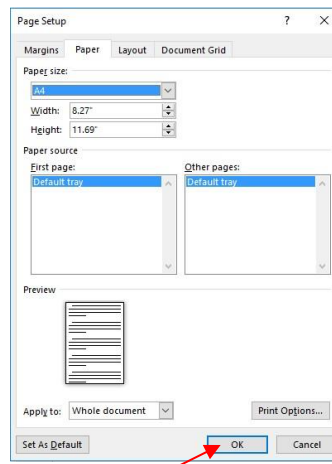 Page Setup ? X
Margins Paper Layout Document Grid
Paper size:
A4
Width: 8.27"
Height: 11.69"
Paper source
First page: Other pages:
Default tray Default tray
Preview
Apply to: Whole document Print Options...
Set As Default OK Cancel